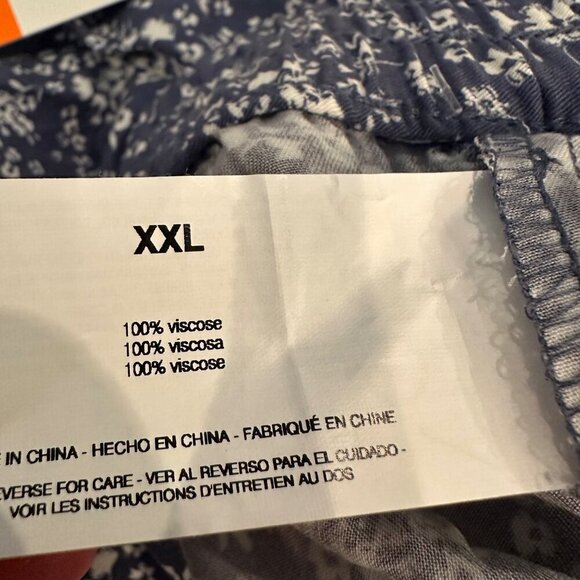 XXL
100% viscose
100% viscosa
100% viscose
IN CHINA - HECHO EN CHINA - FABRIQUÉ EN CHINE
FOR CARE - VER AL REVERSO PARA EL CUIDADO -
VOIR LES INSTRUCTIONS D'ENTRETIEN AU DOS